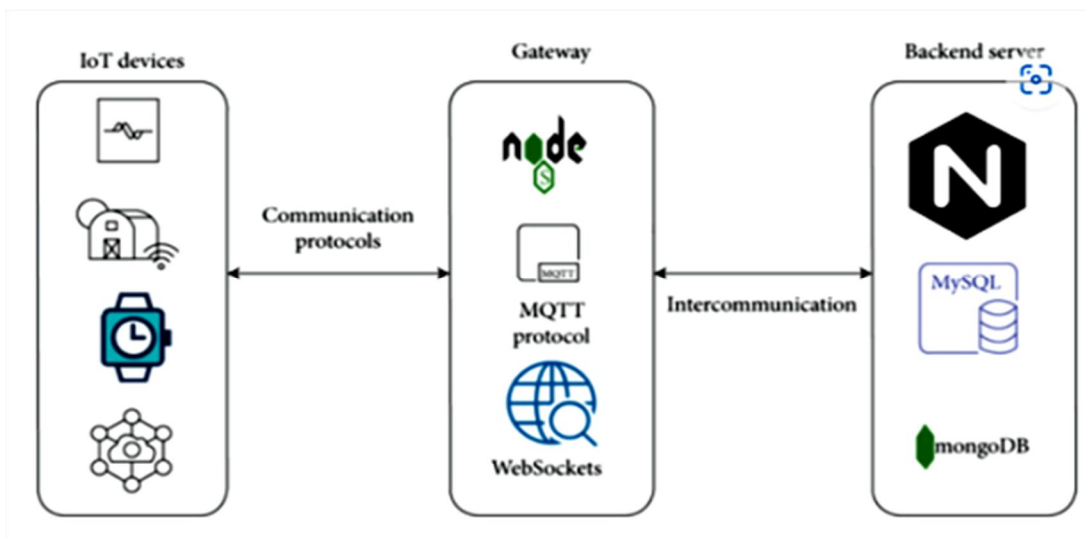 IoT devices
Gateway
Backend server
node
S
N
Communication
protocols
MQTT
MQTT
protocol
Intercommunication
MySQL
WebSockets
mongoDB